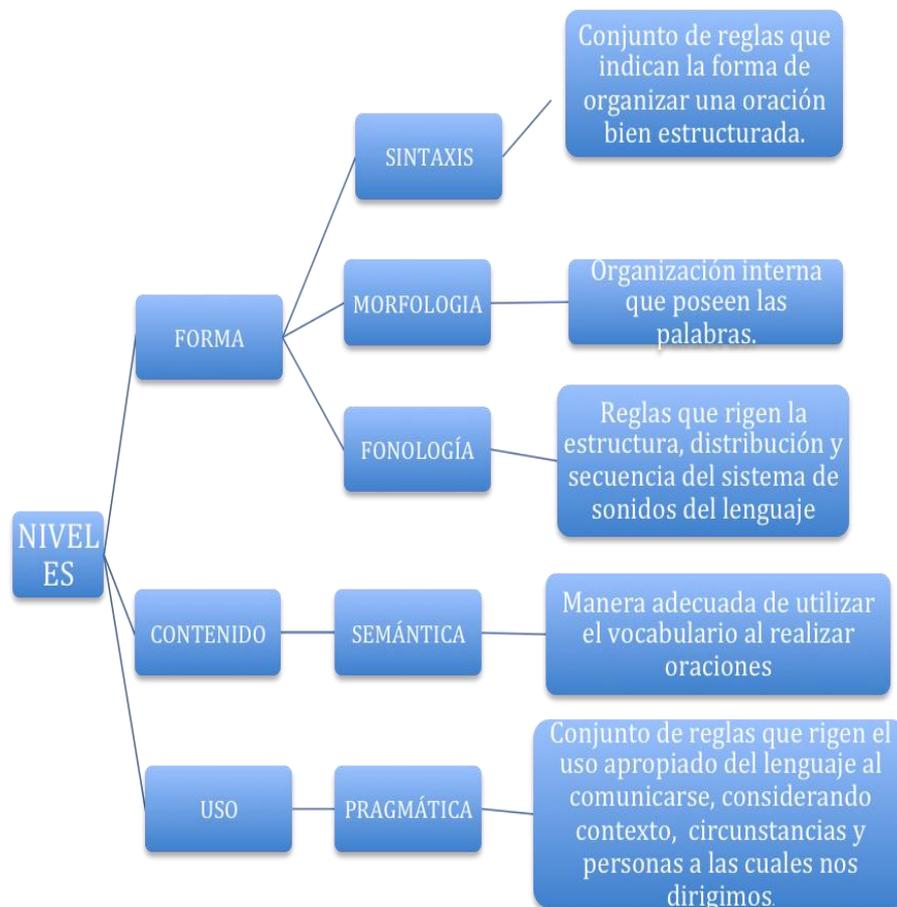 Conjunto de reglas que
indican la forma de
organizar una oración
bien estructurada.
SINTAXIS
MORFOLOGIA
Organización interna
que poseen las
palabras.
FORMA
FONOLOGÍA
Reglas que rigen la
estructura, distribución y
secuencia del sistema de
sonidos del lenguaje
NIVEL
ES
CONTENIDO
SEMÁNTICA
Manera adecuada de utilizar
el vocabulario al realizar
oraciones
USO
PRAGMÁTICA
Conjunto de reglas que rigen el
uso apropiado del lenguaje al
comunicarse, considerando
contexto, circunstancias y
personas a las cuales nos
dirigimos.